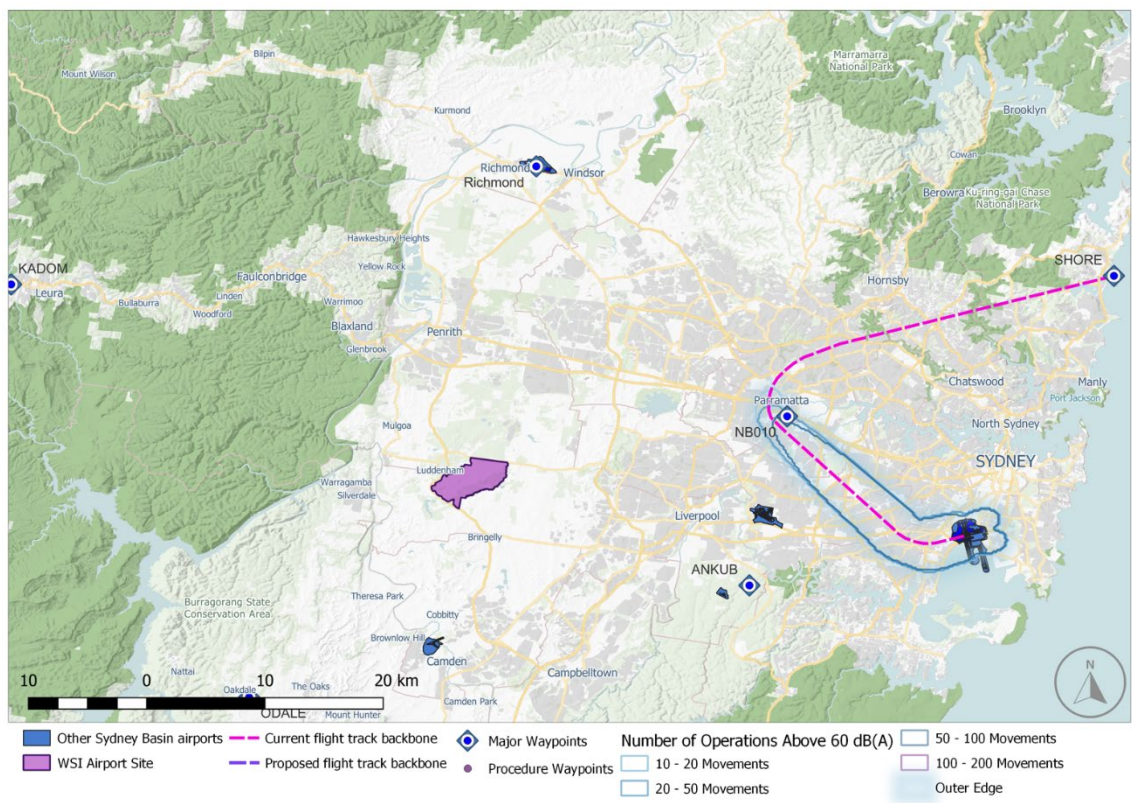 Bilpin
Mount Wilson
Marramarra
National Park
Kurmond
Brooklyn
Cowan
Richmond
Richmond
Windsor
Berowra
Ku-ring-gai Chase
National Park
Hawkesbury Heights
SHORE
KADOM
Yellow Rock
Faulconbridge
Hornsby
Leura
Bullaburra
Linden
Woodford
Warrimoo
Blaxland
Penrith
Glenbrook
Chatswood
Manly
Port Jackson
Parramatta
Mulgoa
NB010
North Sydney
SYDNEY
Luddenham
Warragamba
Silverdale
Liverpool
Bringelly
ANKUB
Theresa Park
Burragorang State
Conservation Area
Cobbitty
Brownlow Hill
Camden
Nattai
Campbelltown
N
10 0 10 20 km
Oakdale
The Oaks
Camden Park
ODALE
Mount Hunter
Other Sydney Basin airports
WSI Airport Site
Current flight track backbone
Proposed flight track backbone
Major Waypoints
Procedure Waypoints
Number of Operations Above 60 dB(A)
10 - 20 Movements
20 - 50 Movements
50 - 100 Movements
100 - 200 Movements
Outer Edge